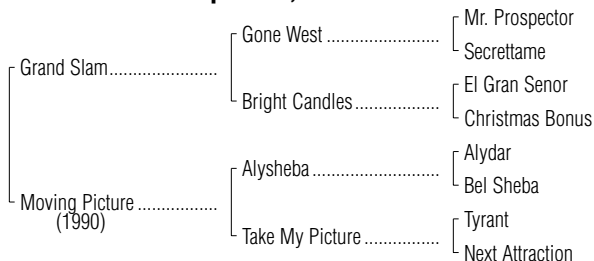 Gone West
Mr. Prospector
Secrettame
Grand Slam
Bright Candles
El Gran Senor
Christmas Bonus
Alysheba
Alydar
Bel Sheba
Moving Picture
(1990)
Take My Picture
Tyrant
Next Attraction